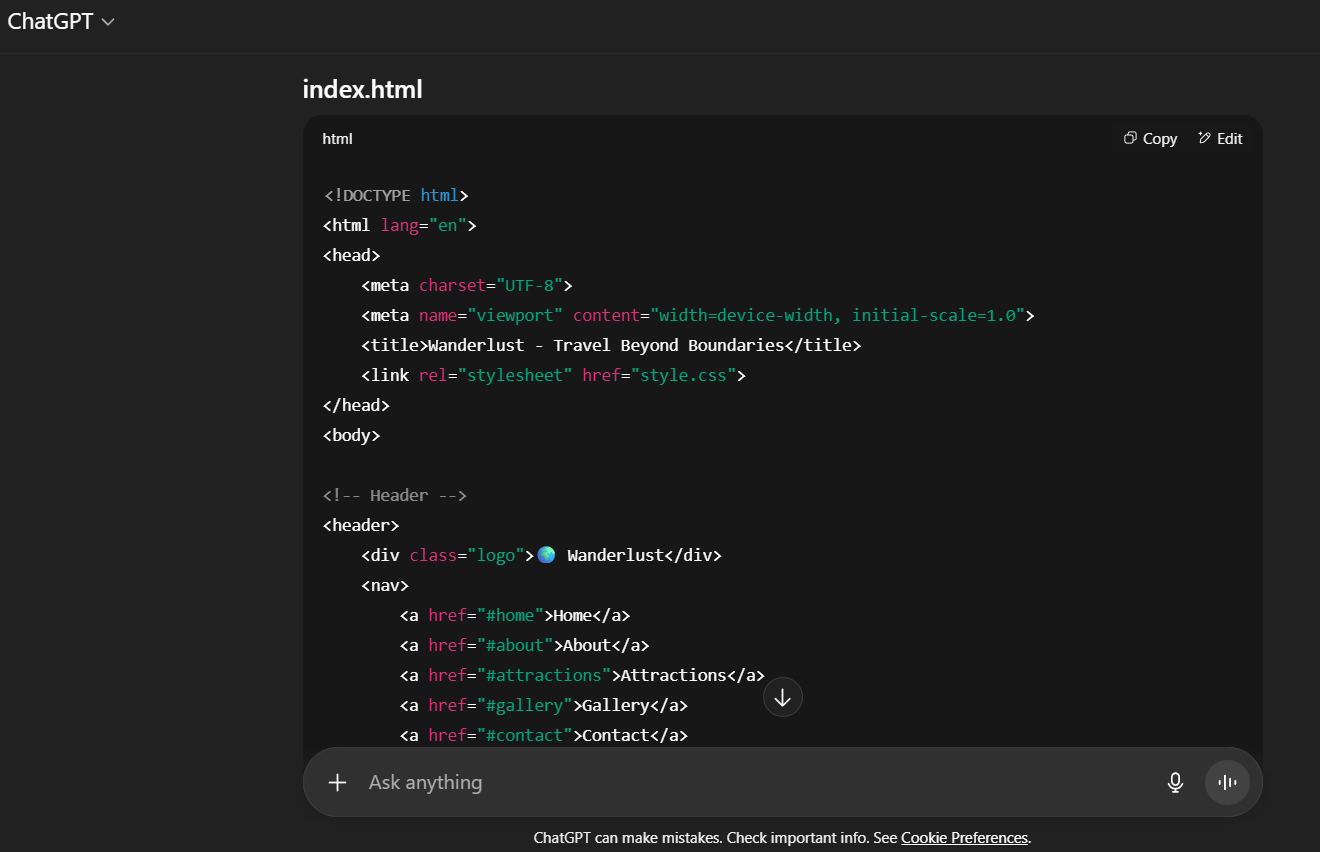 ChatGPT
index.html
html
Copy Edit
<!DOCTYPE html>
<html lang="en">
<head>
    <meta charset="UTF-8">
    <meta name="viewport" content="width=device-width, initial-scale=1.0">
    <title>Wanderlust - Travel Beyond Boundaries</title>
    <link rel="stylesheet" href="style.css">
</head>
<body>
<!-- Header -->
<header>
    <div class="logo">🌍 Wanderlust</div>
    <nav>
        <a href="#home">Home</a>
        <a href="#about">About</a>
        <a href="#attractions">Attractions</a>
        <a href="#gallery">Gallery</a>
        <a href="#contact">Contact</a>
Ask anything
ChatGPT can make mistakes. Check important info. See Cookie Preferences.